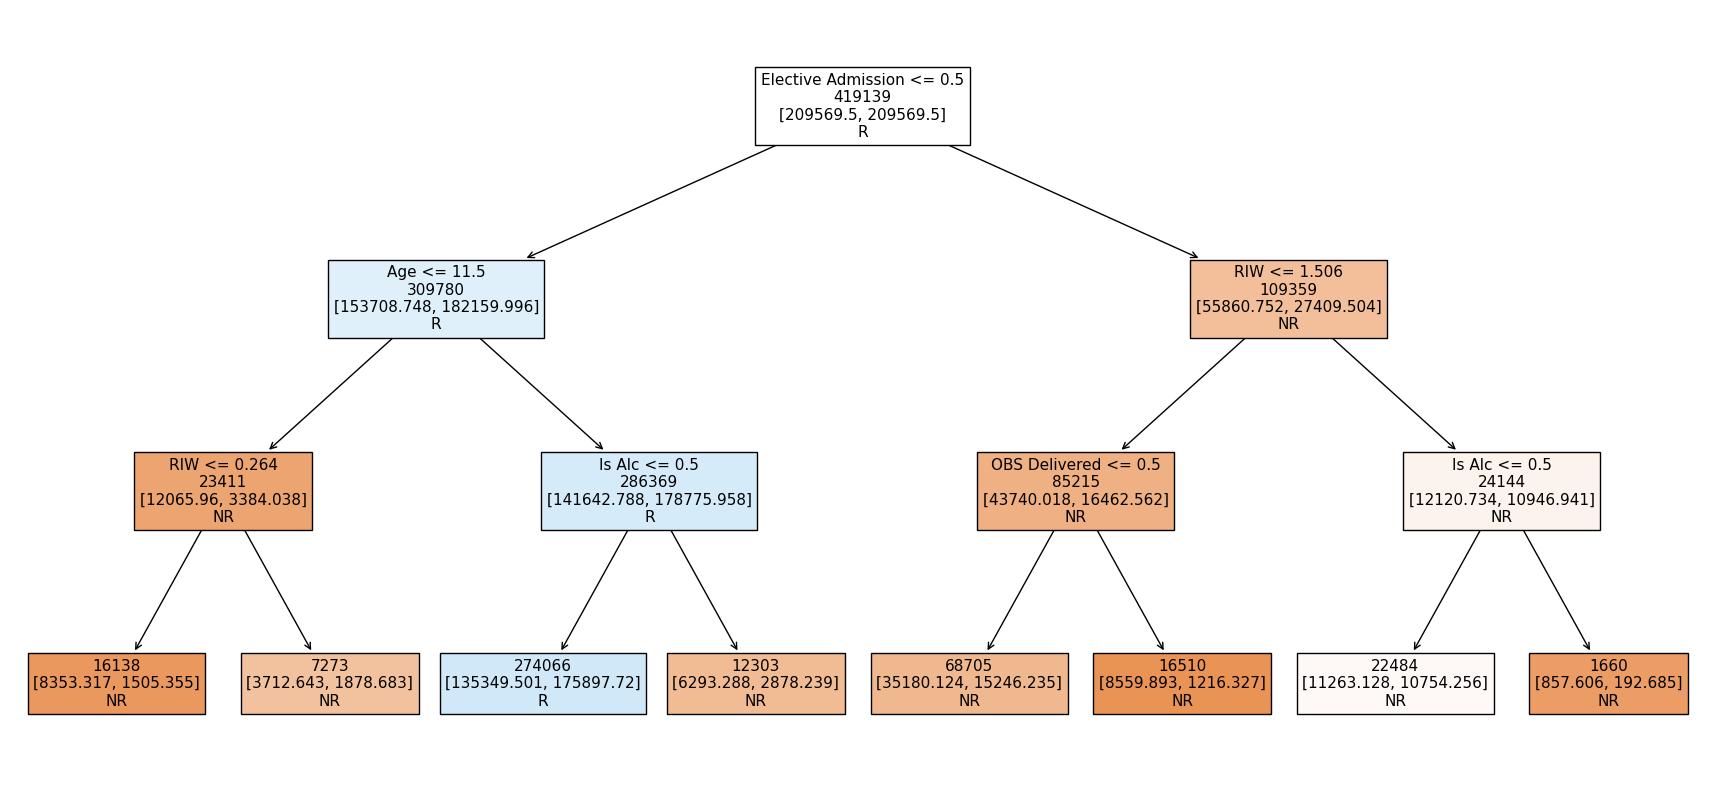 Elective Admission <= 0.5
419139
[209569.5, 209569.5]
R
Age <= 11.5
309780
[153708.748, 182159.996]
R
RIW <= 1.506
109359
[55860.752, 27409.504]
NR
RIW <= 0.264
23411
[12065.96, 3384.038]
NR
Is Alc <= 0.5
286369
[141642.788, 178775.958]
R
OBS Delivered <= 0.5
85215
[43740.018, 16462.562]
NR
Is Alc <= 0.5
24144
[12120.734, 10946.941]
NR
16138
[8353.317, 1505.355]
NR
7273
[3712.643, 1878.683]
NR
274066
[135349.501, 175897.72]
R
12303
[6293.288, 2878.239]
NR
68705
[35180.124, 15246.235]
NR
16510
[8559.893, 1216.327]
NR
22484
[11263.128, 10754.256]
NR
1660
[857.606, 192.685]
NR